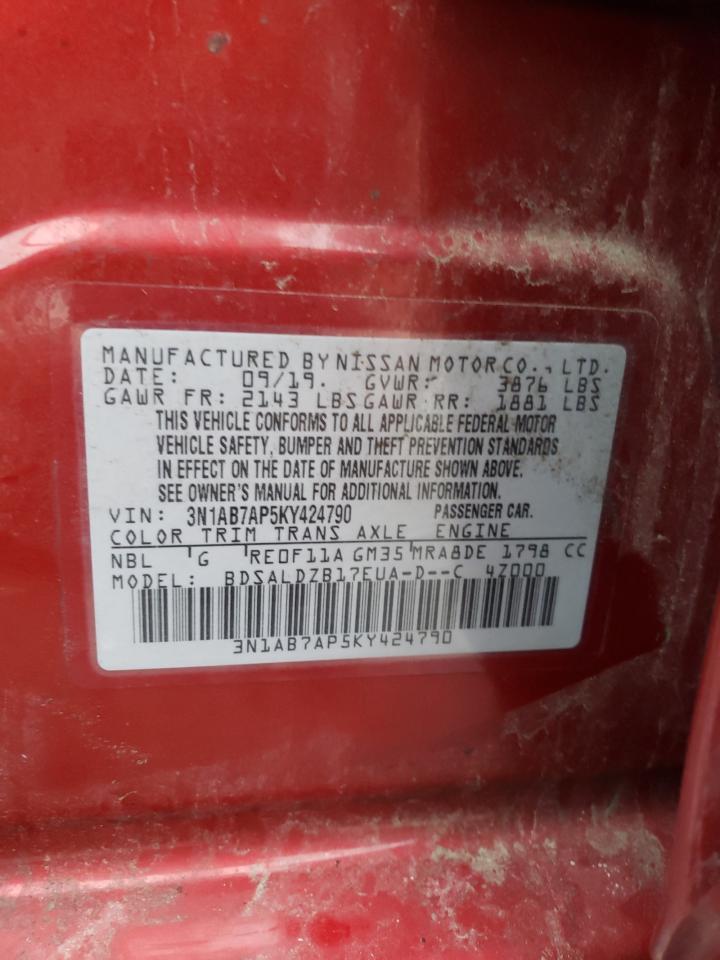 MANUFACTURED BY NISSAN MOTOR CO., LTD.
DATE: 09/19. GVWR: 3876 LBS
GAWR FR: 2143 LBS GAWR RR: 1881 LBS
THIS VEHICLE CONFORMS TO ALL APPLICABLE FEDERAL MOTOR
VEHICLE SAFETY, BUMPER AND THEFT PREVENTION STANDARDS
IN EFFECT ON THE DATE OF MANUFACTURE SHOWN ABOVE.
SEE OWNER'S MANUAL FOR ADDITIONAL INFORMATION.
VIN: 3N1AB7AP5KY424790 PASSENGER CAR.
COLOR TRIM TRANS AXLE ENGINE
NBL G RE0F11A GM35 MRA8DE 1798 CC
MODEL: BDSALDZB17EUA-D--C 4Z000
3N1AB7AP5KY424790